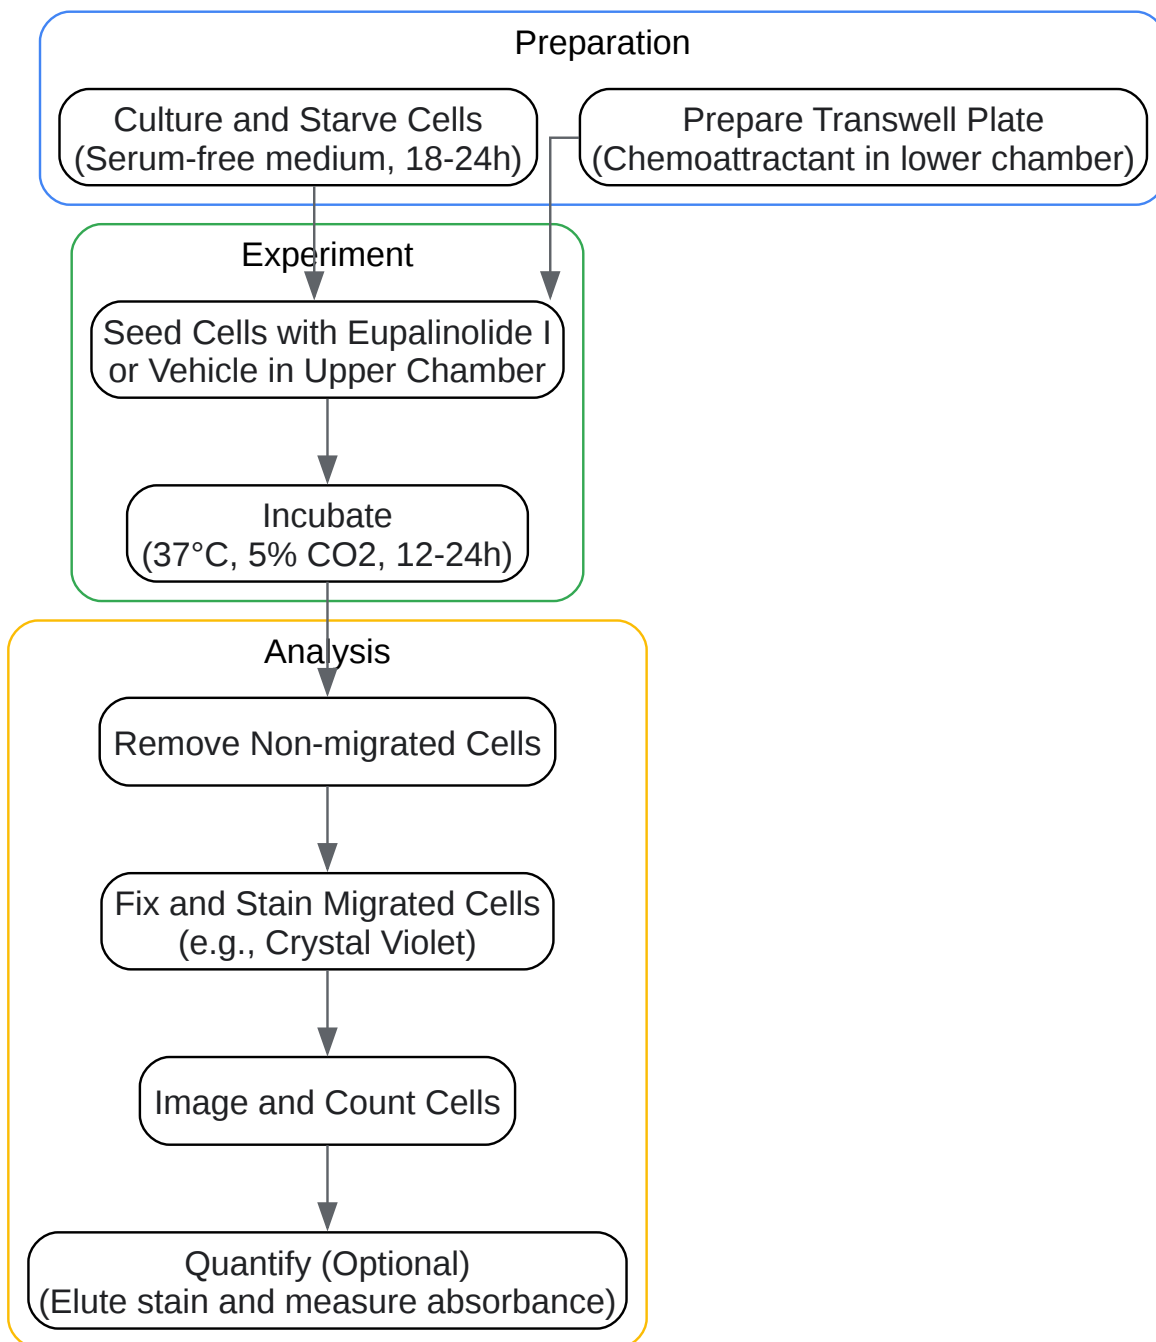 Preparation
Culture and Starve Cells
(Serum-free medium, 18-24h)
Prepare Transwell Plate
(Chemoattractant in lower chamber)
Experiment
Seed Cells with Eupalinolide I
or Vehicle in Upper Chamber
Incubate
(37°C, 5% CO2, 12-24h)
Analysis
Remove Non-migrated Cells
Fix and Stain Migrated Cells
(e.g., Crystal Violet)
Image and Count Cells
Quantify (Optional)
(Elute stain and measure absorbance)